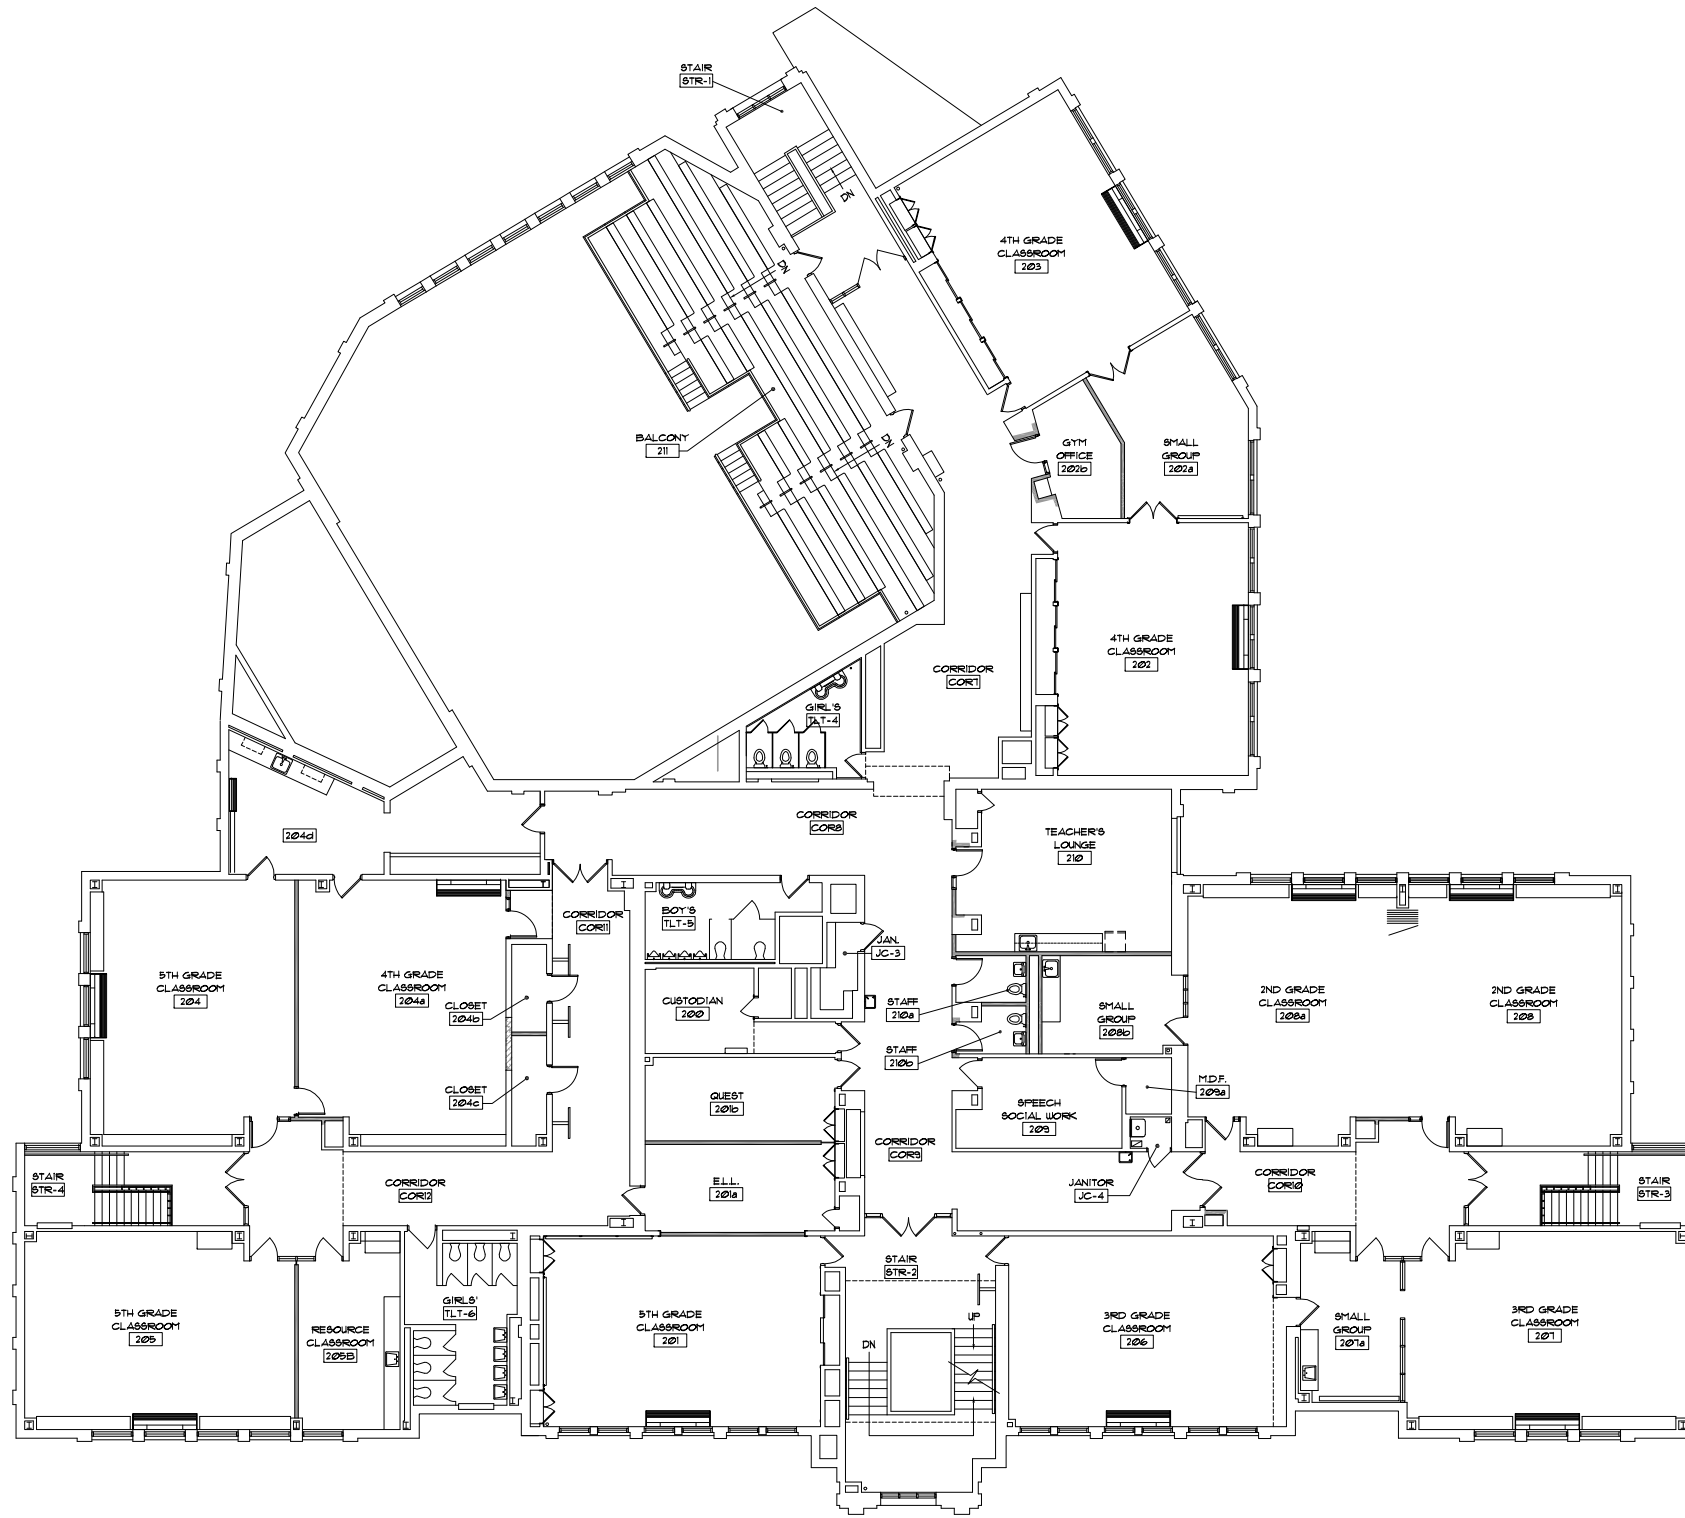 STAIR
STR-1
DN
4TH GRADE
CLASSROOM
203
DN
BALCONY
211
DN
GYM
OFFICE
202b
SMALL
GROUP
202a
4TH GRADE
CLASSROOM
202
CORRIDOR
COR7
GIRL'S
TLT-4
CORRIDOR
COR8
204d
TEACHER'S
LOUNGE
210
CORRIDOR
COR11
BOY'S
TLT-5
JAN.
JC-3
5TH GRADE
CLASSROOM
204
4TH GRADE
CLASSROOM
204a
CLOSET
204b
CUSTODIAN
200
STAFF
210a
SMALL
GROUP
208b
2ND GRADE
CLASSROOM
208a
2ND GRADE
CLASSROOM
208
STAFF
210b
CLOSET
204c
QUEST
201b
M.D.F.
209a
SPEECH
SOCIAL WORK
209
CORRIDOR
COR9
STAIR
STR-4
CORRIDOR
COR12
E.L.L.
201a
JANITOR
JC-4
CORRIDOR
COR10
STAIR
STR-3
STAIR
STR-2
5TH GRADE
CLASSROOM
205
RESOURCE
CLASSROOM
205B
GIRLS'
TLT-6
5TH GRADE
CLASSROOM
201
DN
UP
3RD GRADE
CLASSROOM
206
SMALL
GROUP
207a
3RD GRADE
CLASSROOM
207